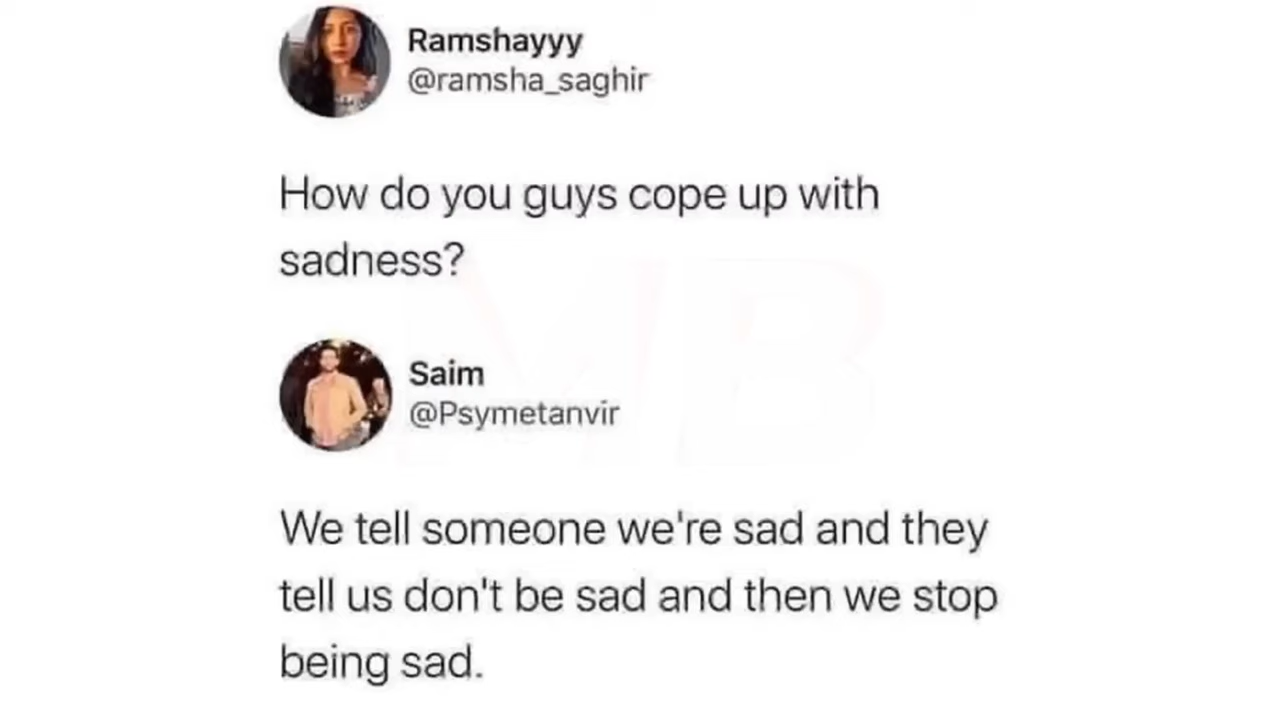 Ramshayyy
@ramsha_saghir
How do you guys cope up with
sadness?
MB
Saim
@Psymetanvir
We tell someone we're sad and they
tell us don't be sad and then we stop
being sad.